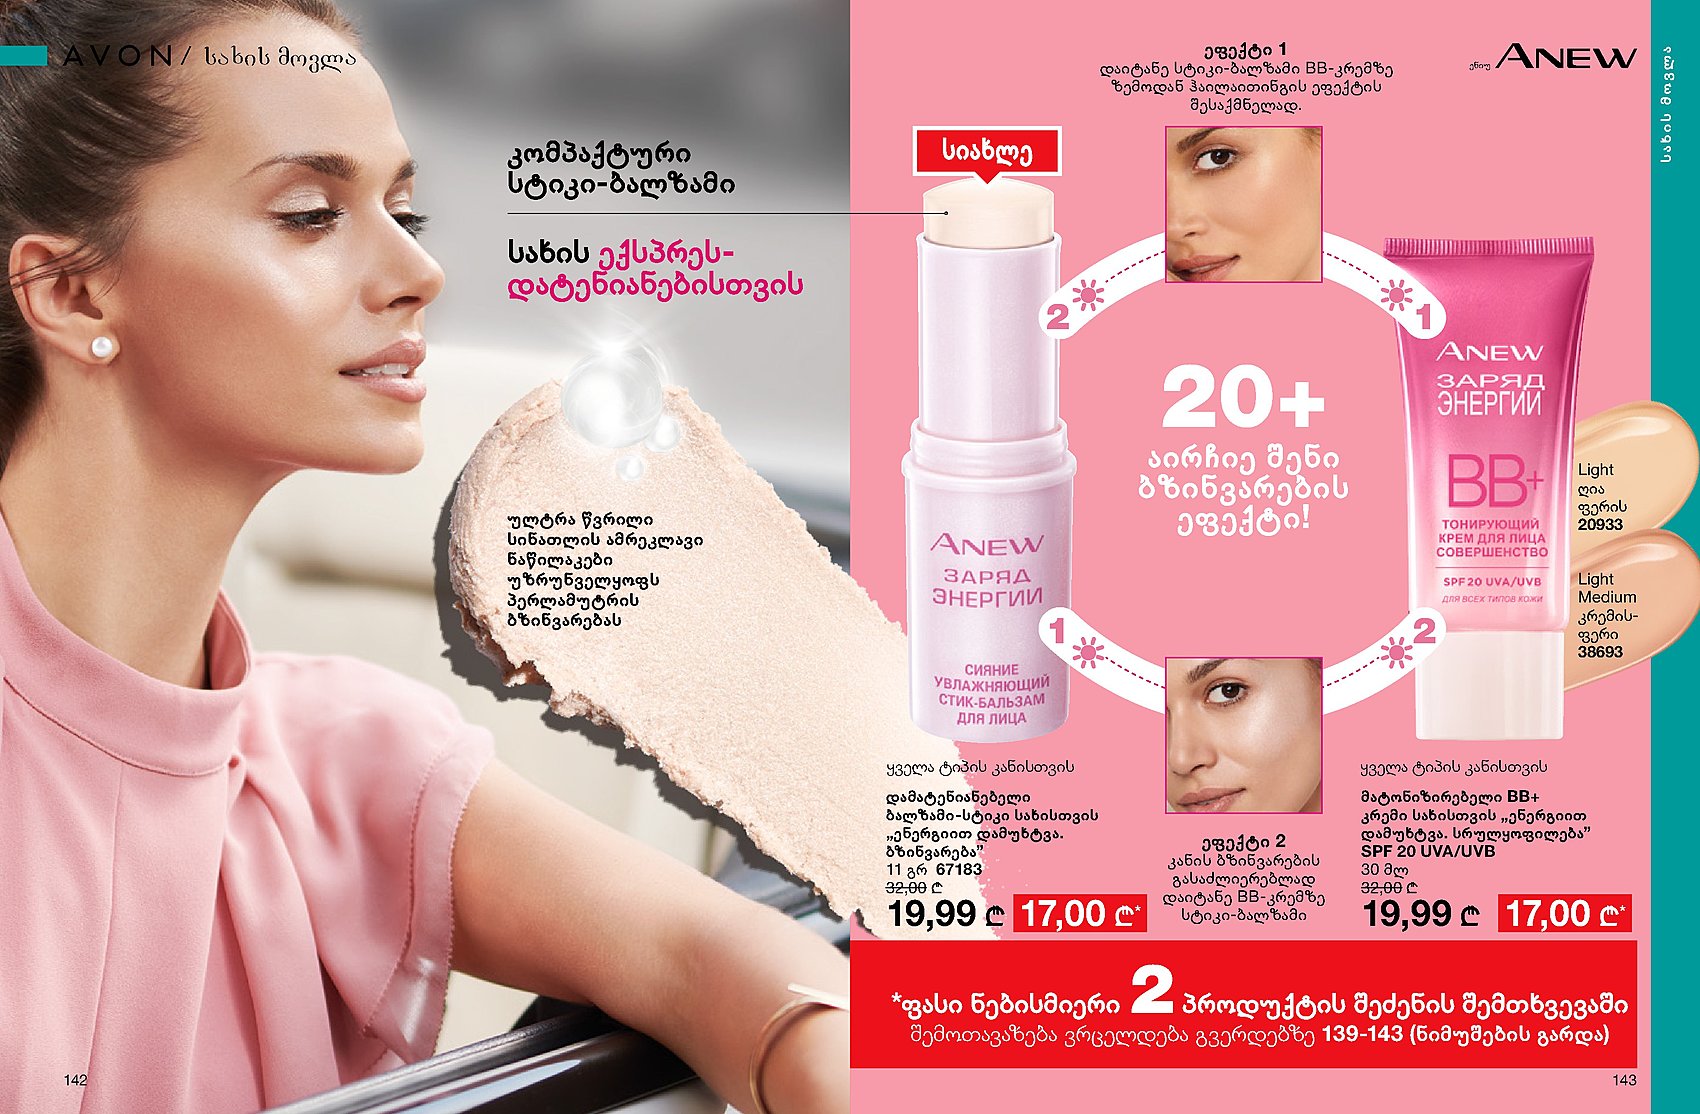 AVON / სახის მოვლა
კომპაქტური
სტიკი-ბალზამი
სახის ექსპრეს-
დატენიანებისთვის
ულტრა წვრილი
სინათლის ამრეკლავი
ნაწილაკები
უზრუნველყოფს
პერლამუტრის
ბზინვარებას
142
ეფექტი 1
დაიტანე სტიკი-ბალზამი BB-კრემზე
ზემოდან ჰაილაითინგის ეფექტის
შესაქმნელად.
ენიუ ANEW
სახის მოვლა
სიახლე
2
1
20+
აირჩიე შენი
ბზინვარების
ეფექტი!
1
2
ANEW
ЗАРЯД
ЭНЕРГИИ
СИЯНИЕ
УВЛАЖНЯЮЩИЙ
СТИК-БАЛЬЗАМ
ДЛЯ ЛИЦА
ANEW
ЗАРЯД
ЭНЕРГИИ
BB+
ТОНИРУЮЩИЙ
КРЕМ ДЛЯ ЛИЦА
СОВЕРШЕНСТВО
SPF 20 UVA/UVB
ДЛЯ ВСЕХ ТИПОВ КОЖИ
Light
ღია
ფერის
20933
Light
Medium
კრემის-
ფერი
38693
ყველა ტიპის კანისთვის
დამატენიანებელი
ბალზამი-სტიკი სახისთვის
„ენერგიით დამუხტვა.
ბზინვარება”
11 გრ 67183
32,00 ₾
19,99 ₾ 17,00 ₾*
ეფექტი 2
კანის ბზინვარების
გასაძლიერებლად
დაიტანე BB-კრემზე
სტიკი-ბალზამი
ყველა ტიპის კანისთვის
მატონიზირებელი BB+
კრემი სახისთვის „ენერგიით
დამუხტვა. სრულყოფილება”
SPF 20 UVA/UVB
30 მლ
32,00 ₾
19,99 ₾ 17,00 ₾*
*ფასი ნებისმიერი 2 პროდუქტის შეძენის შემთხვევაში
შემოთავაზება ვრცელდება გვერდებზე 139-143 (ნიმუშების გარდა)
143